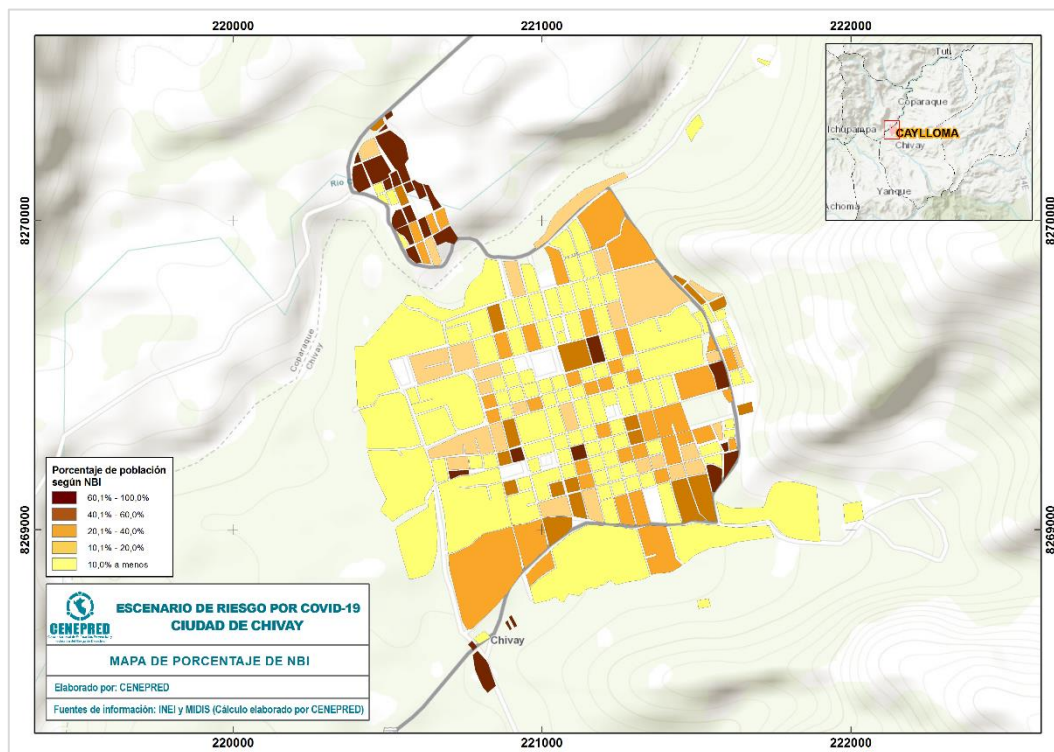 220000
221000
222000
Tuti
Coparaque
Ichupampa
CAYLLOMA
Chivay
Yanque
Achoma
8270000
8270000
Río
Coparaque
Chivay
Porcentaje de población
según NBI
60,1% - 100,0%
40,1% - 60,0%
20,1% - 40,0%
10,1% - 20,0%
10,0% a menos
8269000
8269000
CENEPRED
ESCENARIO DE RIESGO POR COVID-19
CIUDAD DE CHIVAY
MAPA DE PORCENTAJE DE NBI
Elaborado por: CENEPRED
Fuentes de información: INEI y MIDIS (Cálculo elaborado por CENEPRED)
Chivay
220000
221000
222000